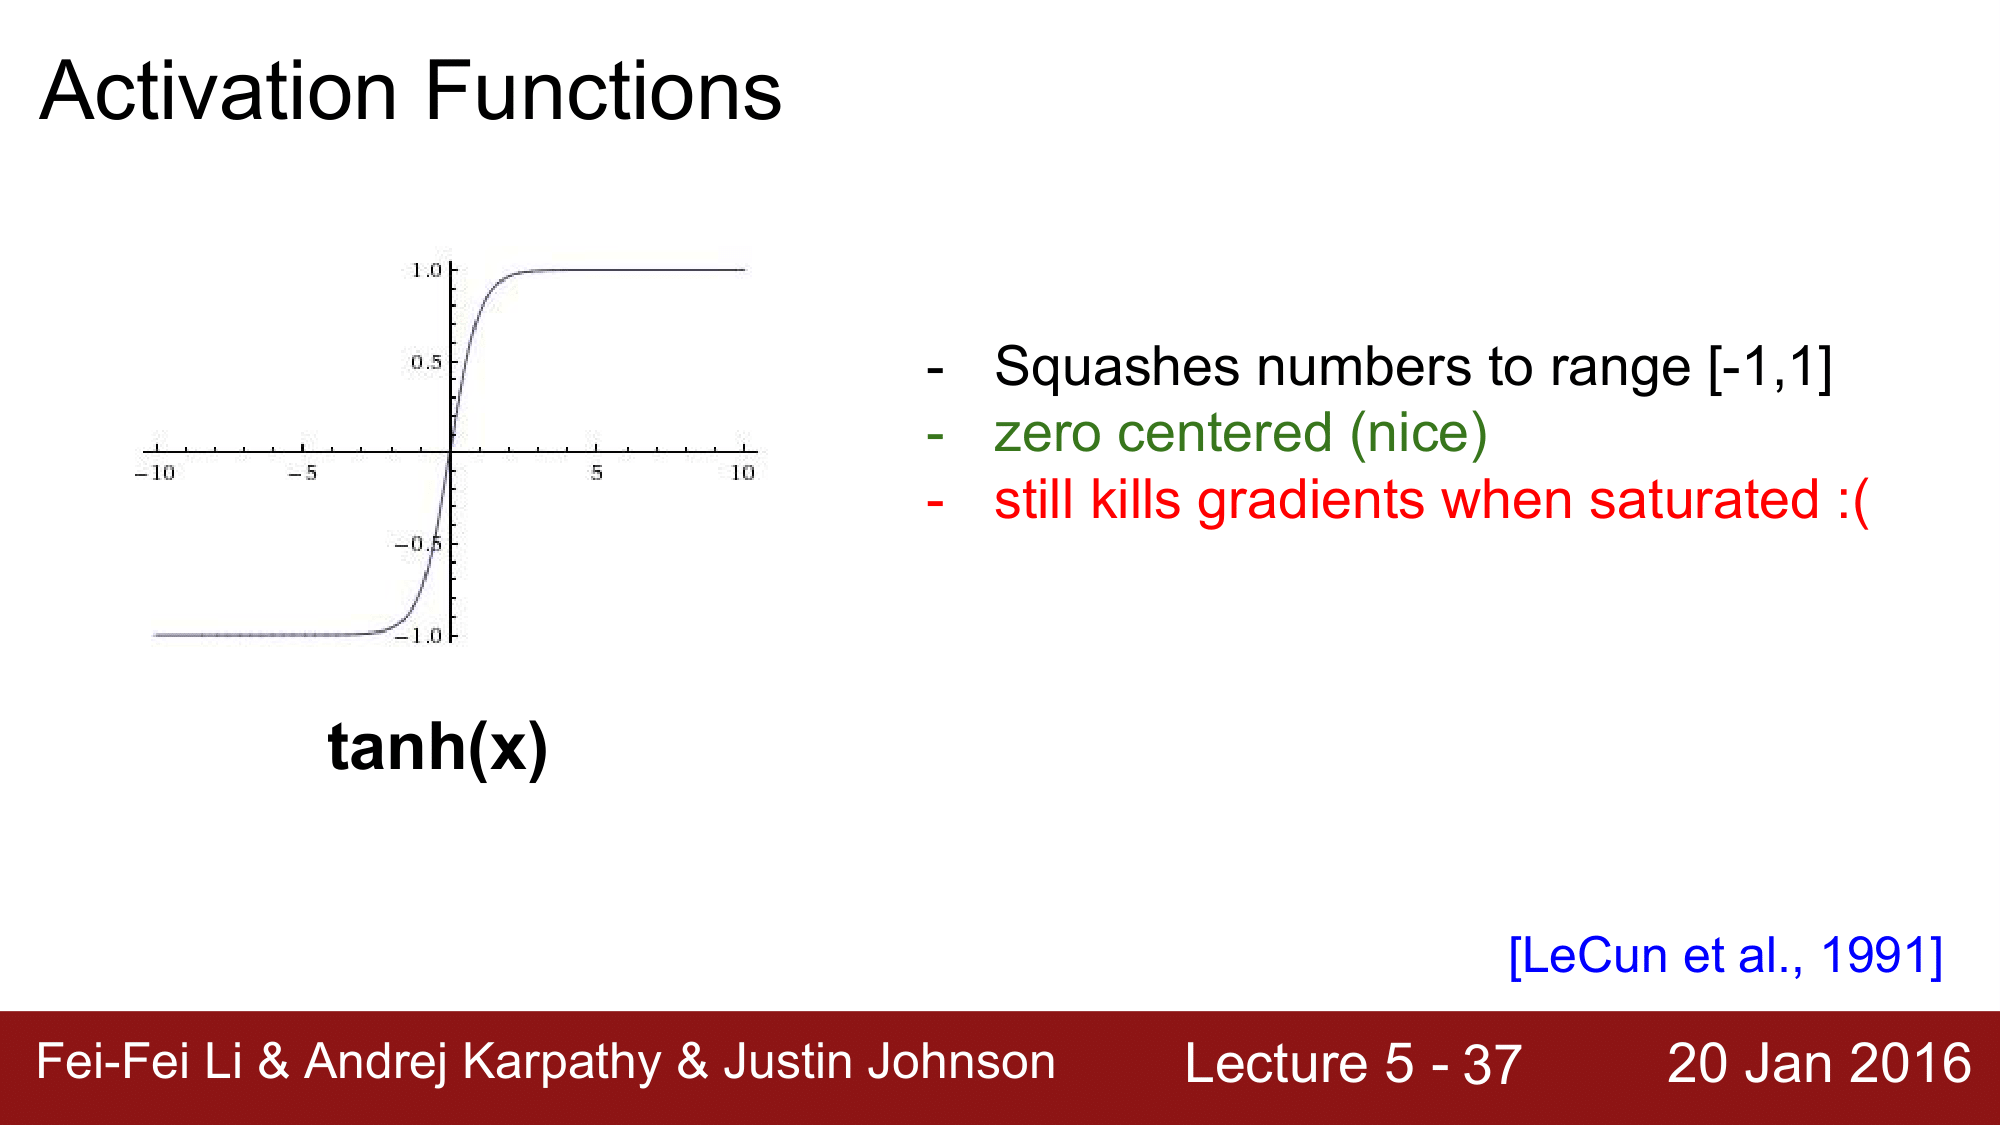 Activation Functions
1.0
0.5
−10
−5
5
10
−0.5
−1.0
tanh(x)
- Squashes numbers to range [-1,1]
- zero centered (nice)
- still kills gradients when saturated :(
[LeCun et al., 1991]
Fei-Fei Li & Andrej Karpathy & Justin Johnson
Lecture 5 - 37
20 Jan 2016